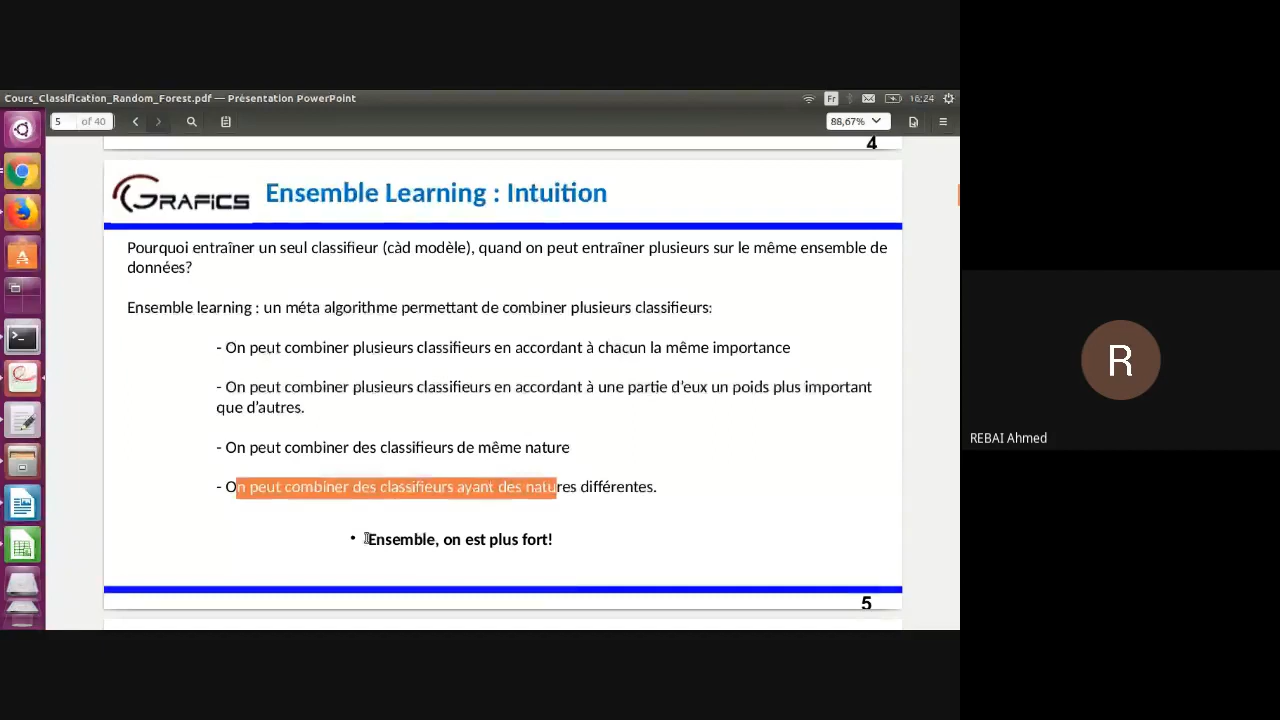 Cours_Classification_Random_Forest.pdf — Présentation PowerPoint
Fr
16:24
5 of 40
88,67%
4
GRAFICS
Ensemble Learning : Intuition
Pourquoi entraîner un seul classifieur (càd modèle), quand on peut entraîner plusieurs sur le même ensemble de
données?
Ensemble learning : un méta algorithme permettant de combiner plusieurs classifieurs:
- On peut combiner plusieurs classifieurs en accordant à chacun la même importance
- On peut combiner plusieurs classifieurs en accordant à une partie d'eux un poids plus important
que d'autres.
- On peut combiner des classifieurs de même nature
- On peut combiner des classifieurs ayant des natures différentes.
• Ensemble, on est plus fort!
5
R
REBAI Ahmed